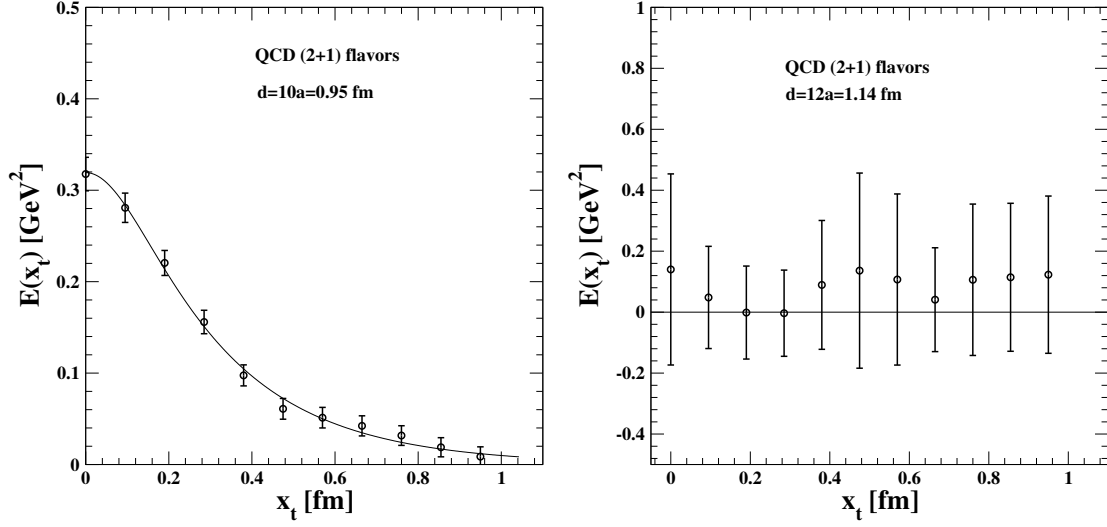 0.5
0.4
0.3
0.2
0.1
0
E(x_t) [GeV^2]
QCD (2+1) flavors
d=10a=0.95 fm
0 0.2 0.4 0.6 0.8 1
x_t [fm]
1
0.8
0.6
0.4
0.2
0
-0.2
-0.4
E(x_t) [GeV^2]
QCD (2+1) flavors
d=12a=1.14 fm
0 0.2 0.4 0.6 0.8 1
x_t [fm]